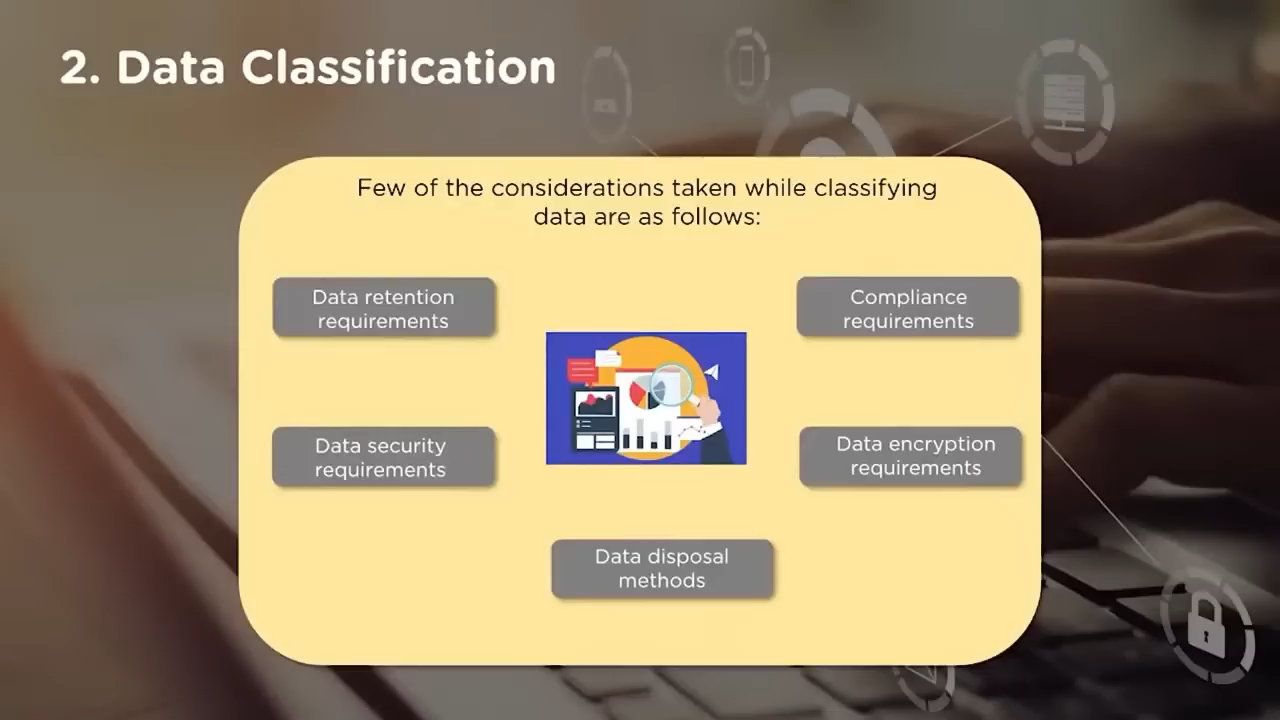 2. Data Classification
Few of the considerations taken while classifying
data are as follows:
Data retention
requirements
Compliance
requirements
Data security
requirements
Data encryption
requirements
Data disposal
methods